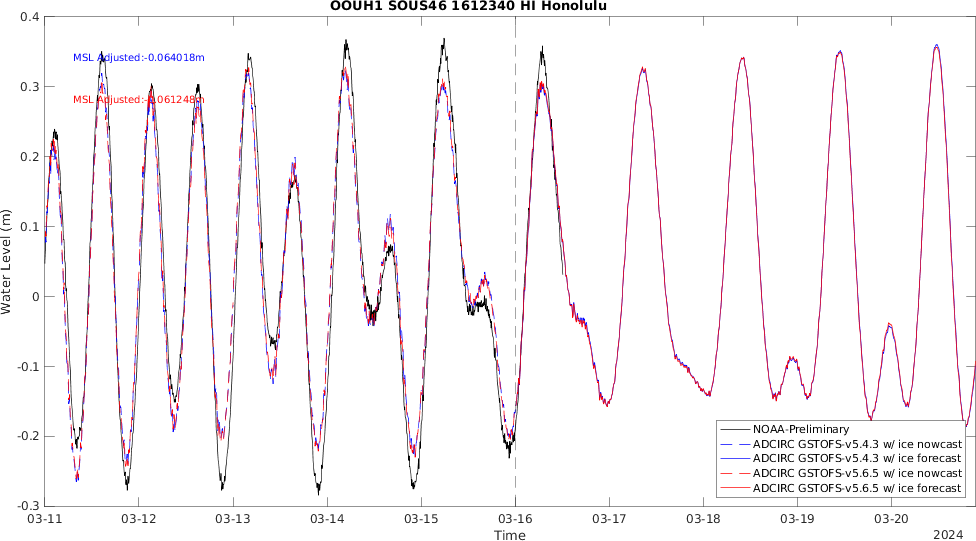 OOUH1 SOUS46 1612340 HI Honolulu
0.4
0.3
0.2
0.1
0
-0.1
-0.2
-0.3
Water Level (m)
MSL Adjusted:-0.064018m
MSL Adjusted:-0.061248m
NOAA-Preliminary
ADCIRC GSTOFS-v5.4.3 w/ ice nowcast
ADCIRC GSTOFS-v5.4.3 w/ ice forecast
ADCIRC GSTOFS-v5.6.5 w/ ice nowcast
ADCIRC GSTOFS-v5.6.5 w/ ice forecast
03-11 03-12 03-13 03-14 03-15 03-16 03-17 03-18 03-19 03-20
Time
2024